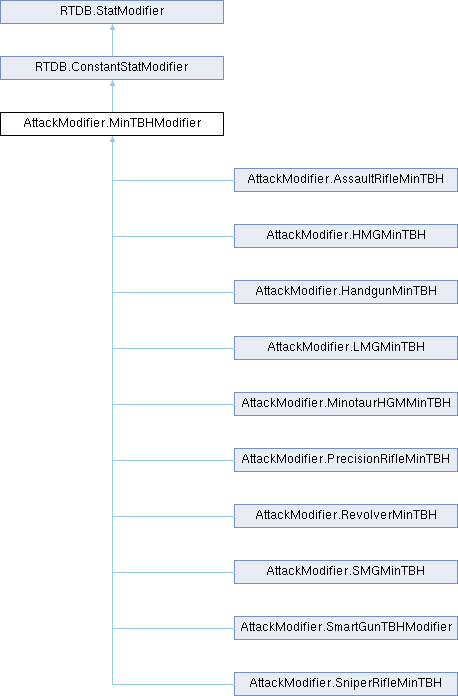 RTDB.StatModifier
RTDB.ConstantStatModifier
AttackModifier.MinTBHModifier
AttackModifier.AssaultRifleMinTBH
AttackModifier.HMGMinTBH
AttackModifier.HandgunMinTBH
AttackModifier.LMGMinTBH
AttackModifier.MinotaurHGMMinTBH
AttackModifier.PrecisionRifleMinTBH
AttackModifier.RevolverMinTBH
AttackModifier.SMGMinTBH
AttackModifier.SmartGunTBHModifier
AttackModifier.SniperRifleMinTBH